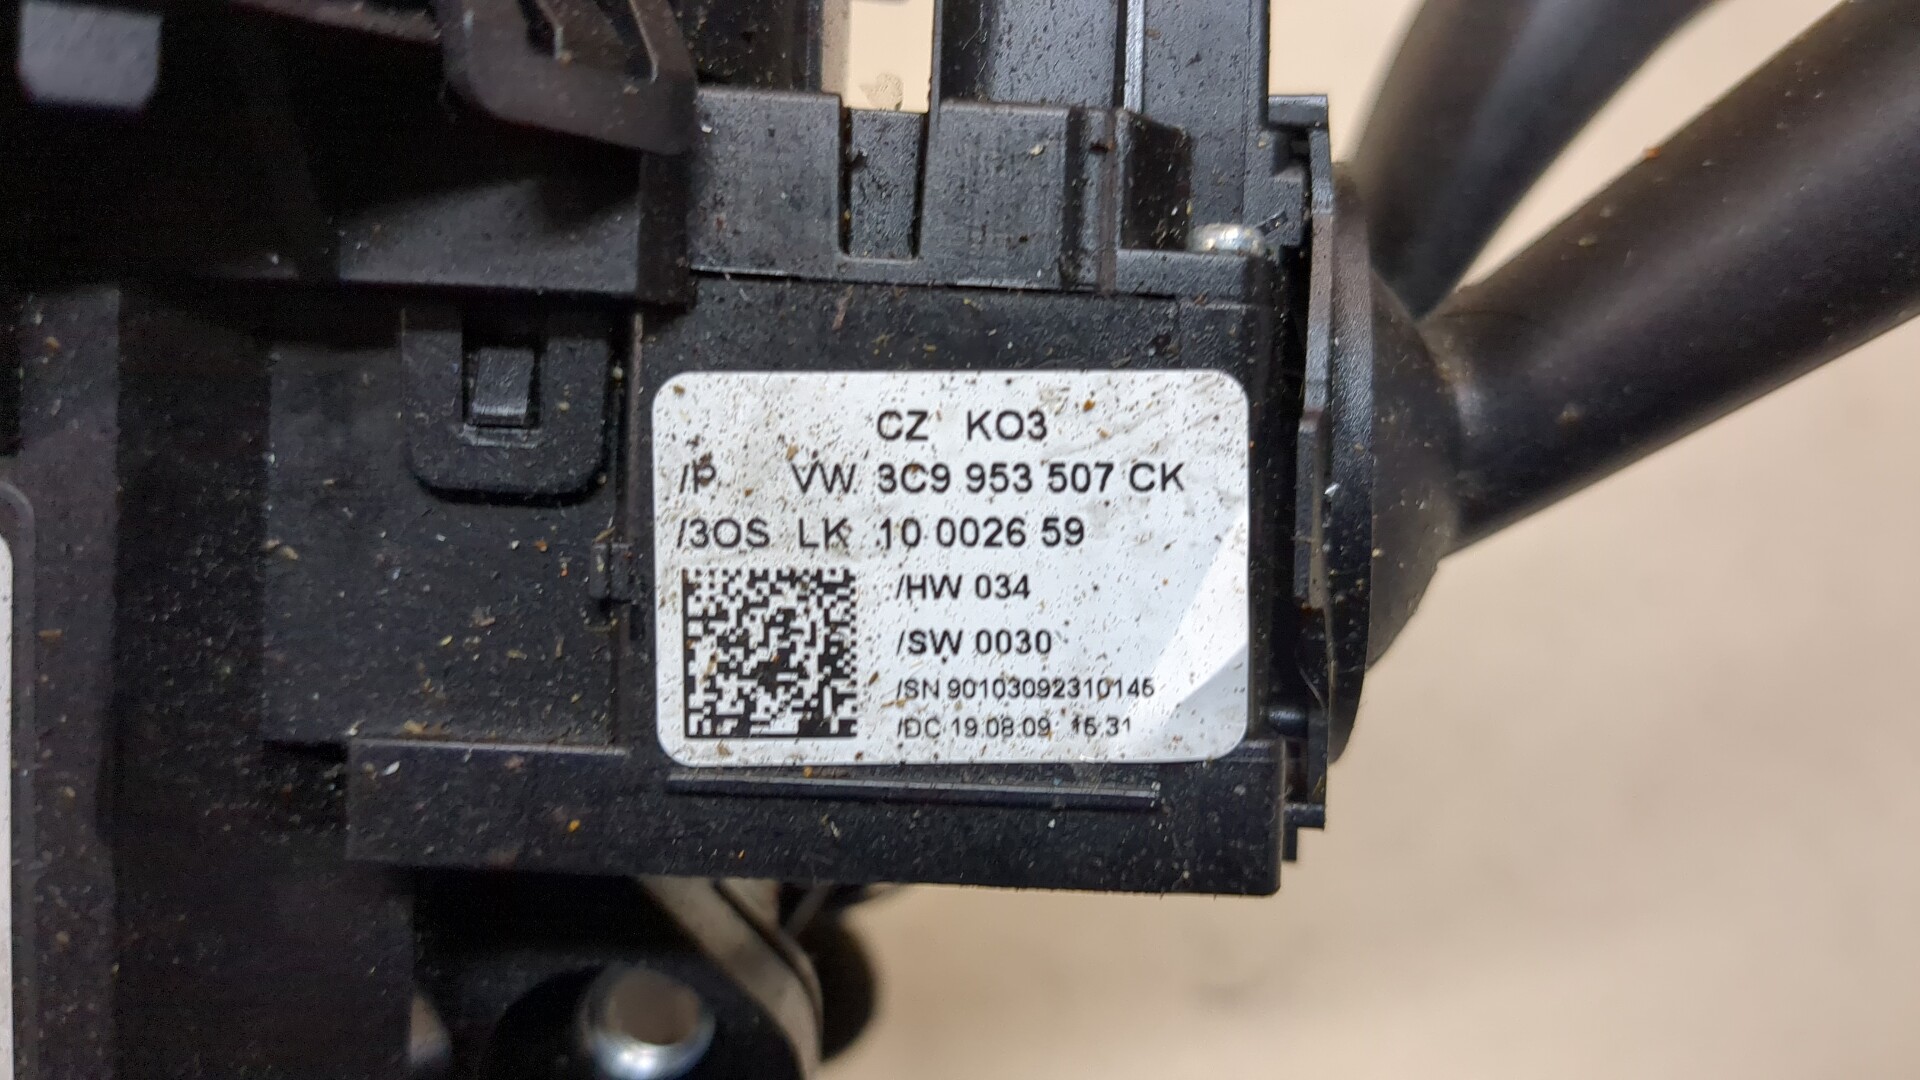 CZ KO3
/P VW 3C9 953 507 CK
/3OS LK 10 0026 59
/HW 034
/SW 0030
/SN 90103092310145
/DC 19.08.09 15:31